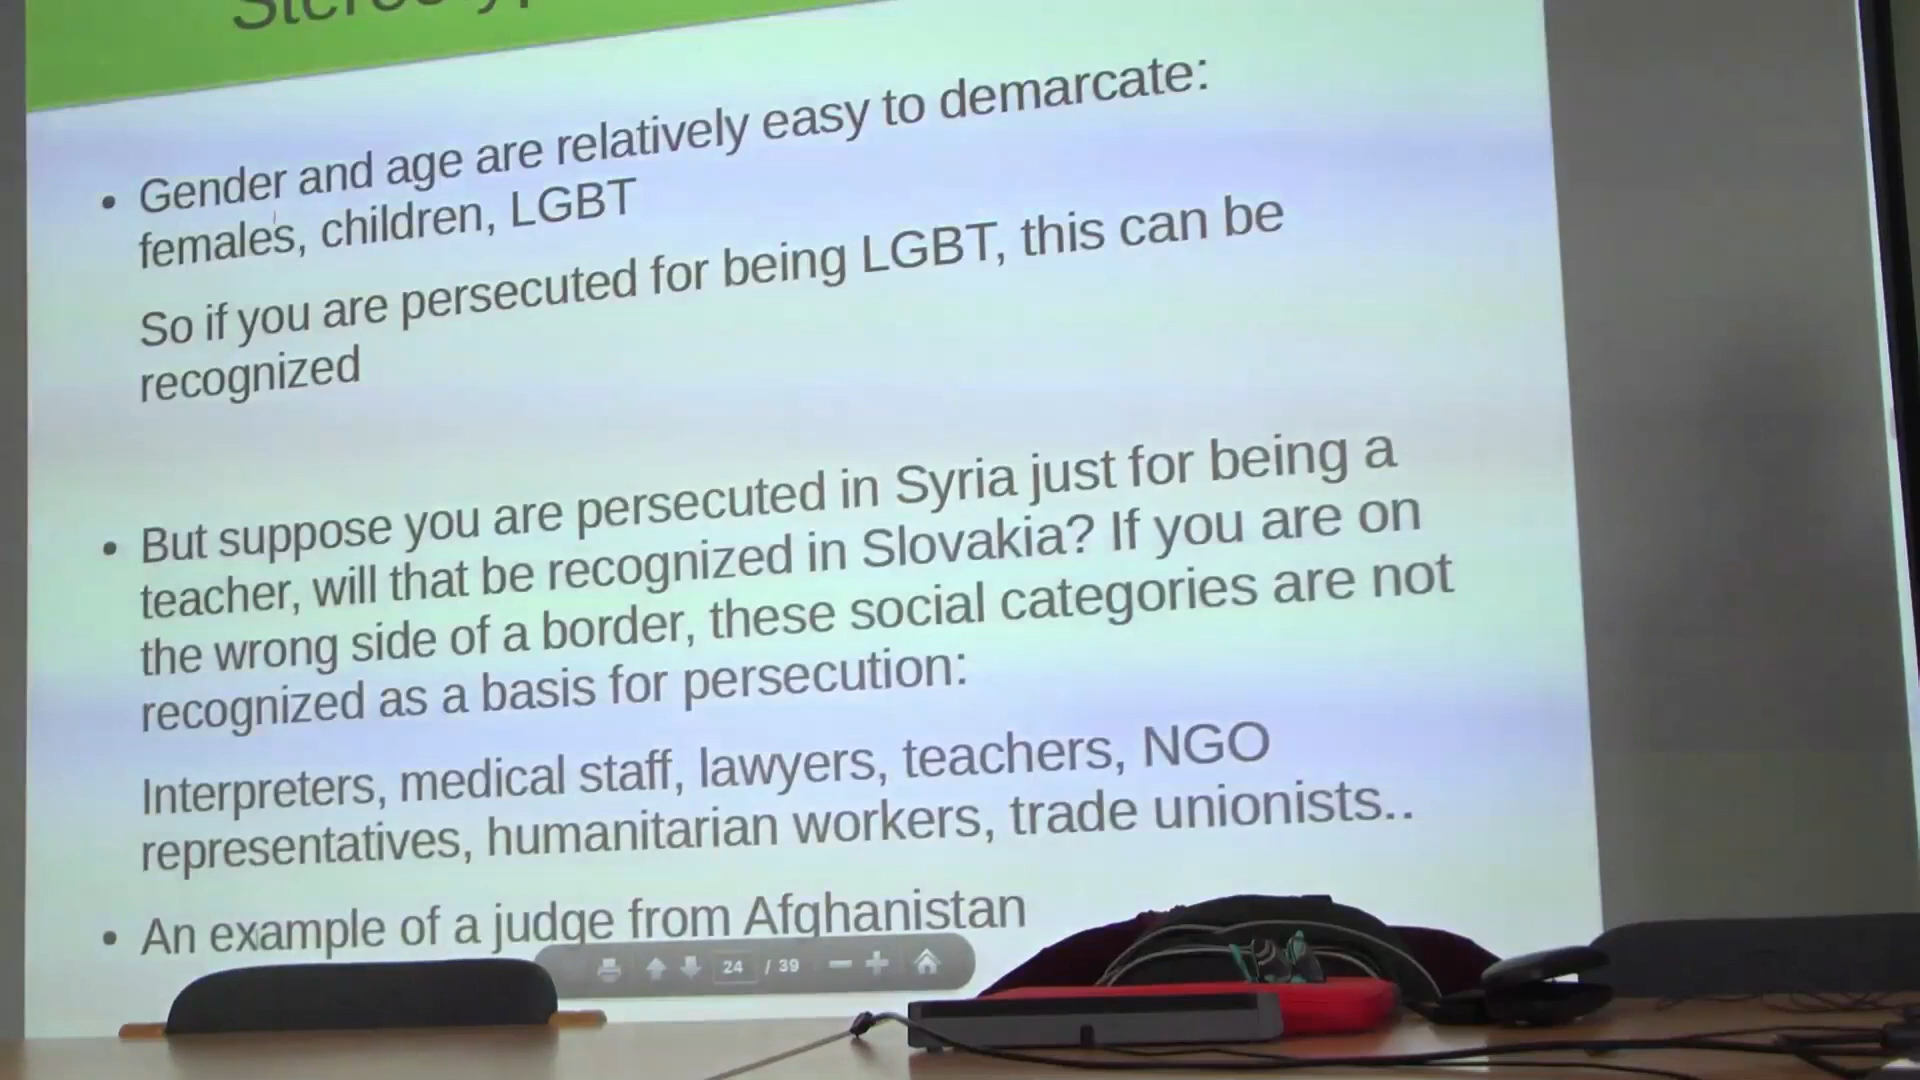 • Gender and age are relatively easy to demarcate:
females, children, LGBT
So if you are persecuted for being LGBT, this can be
recognized
• But suppose you are persecuted in Syria just for being a
teacher, will that be recognized in Slovakia? If you are on
the wrong side of a border, these social categories are not
recognized as a basis for persecution:
Interpreters, medical staff, lawyers, teachers, NGO
representatives, humanitarian workers, trade unionists..
• An example of a judge from Afghanistan
24 / 39